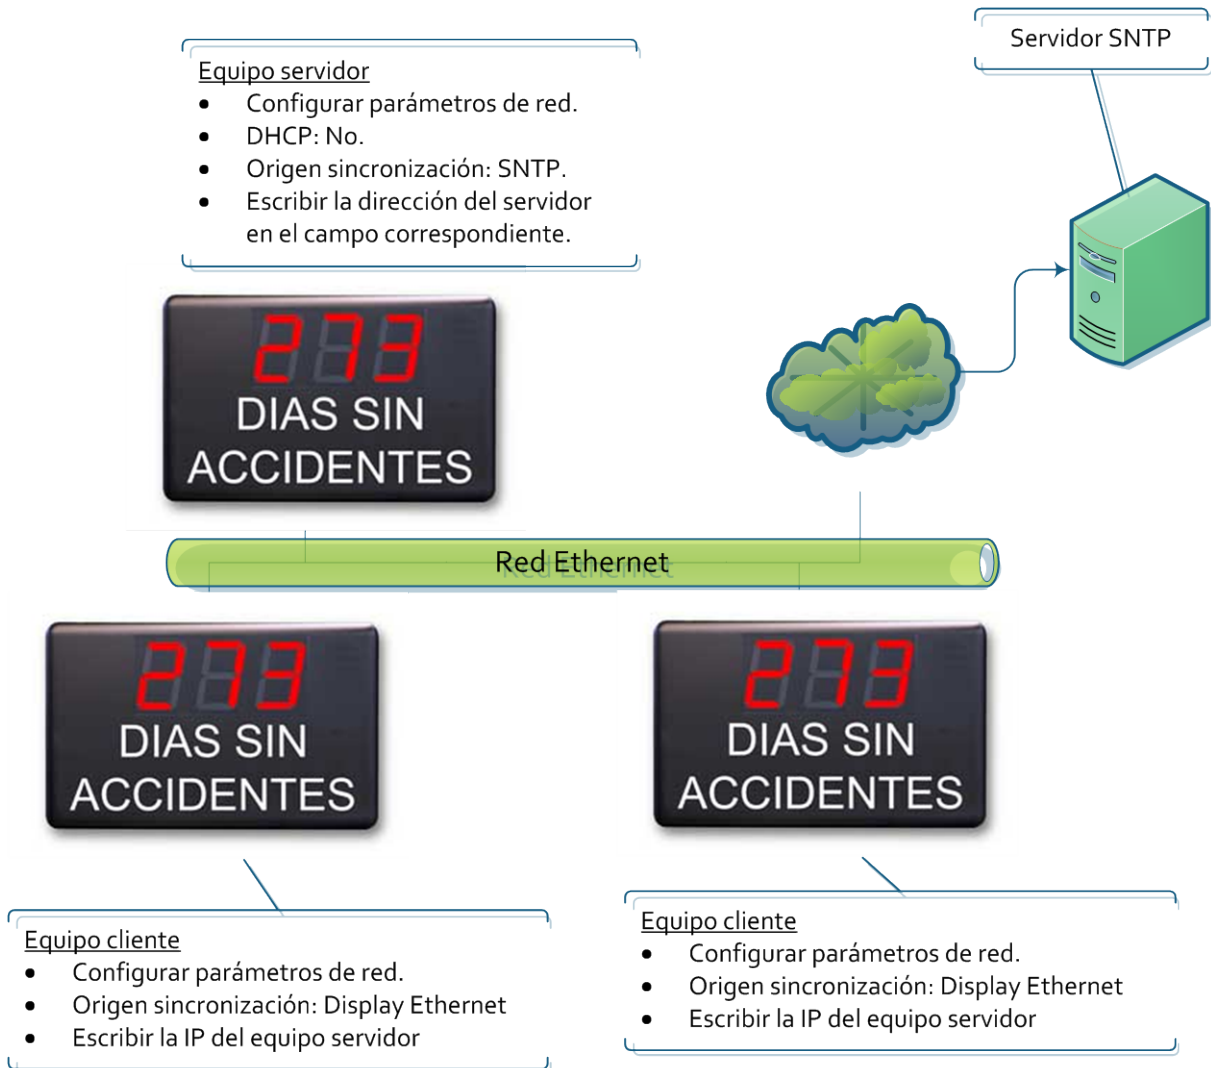 Servidor SNTP
Equipo servidor
• Configurar parámetros de red.
• DHCP: No.
• Origen sincronización: SNTP.
• Escribir la dirección del servidor
en el campo correspondiente.
273
DIAS SIN
ACCIDENTES
Red Ethernet
273
DIAS SIN
ACCIDENTES
273
DIAS SIN
ACCIDENTES
Equipo cliente
• Configurar parámetros de red.
• Origen sincronización: Display Ethernet
• Escribir la IP del equipo servidor
Equipo cliente
• Configurar parámetros de red.
• Origen sincronización: Display Ethernet
• Escribir la IP del equipo servidor